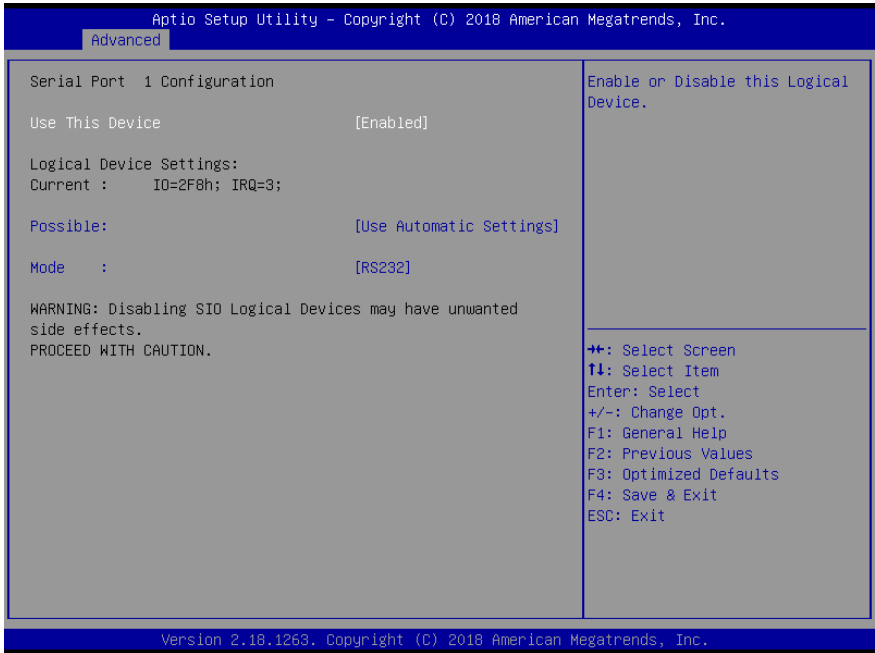 Aptio Setup Utility – Copyright (C) 2018 American Megatrends, Inc.
Advanced
Serial Port  1 Configuration
Use This Device [Enabled]
Logical Device Settings:
Current : IO=2F8h; IRQ=3;
Possible: [Use Automatic Settings]
Mode : [RS232]
WARNING: Disabling SIO Logical Devices may have unwanted
side effects.
PROCEED WITH CAUTION.
Enable or Disable this Logical
Device.
→←: Select Screen
↑↓: Select Item
Enter: Select
+/-: Change Opt.
F1: General Help
F2: Previous Values
F3: Optimized Defaults
F4: Save & Exit
ESC: Exit
Version 2.18.1263. Copyright (C) 2018 American Megatrends, Inc.